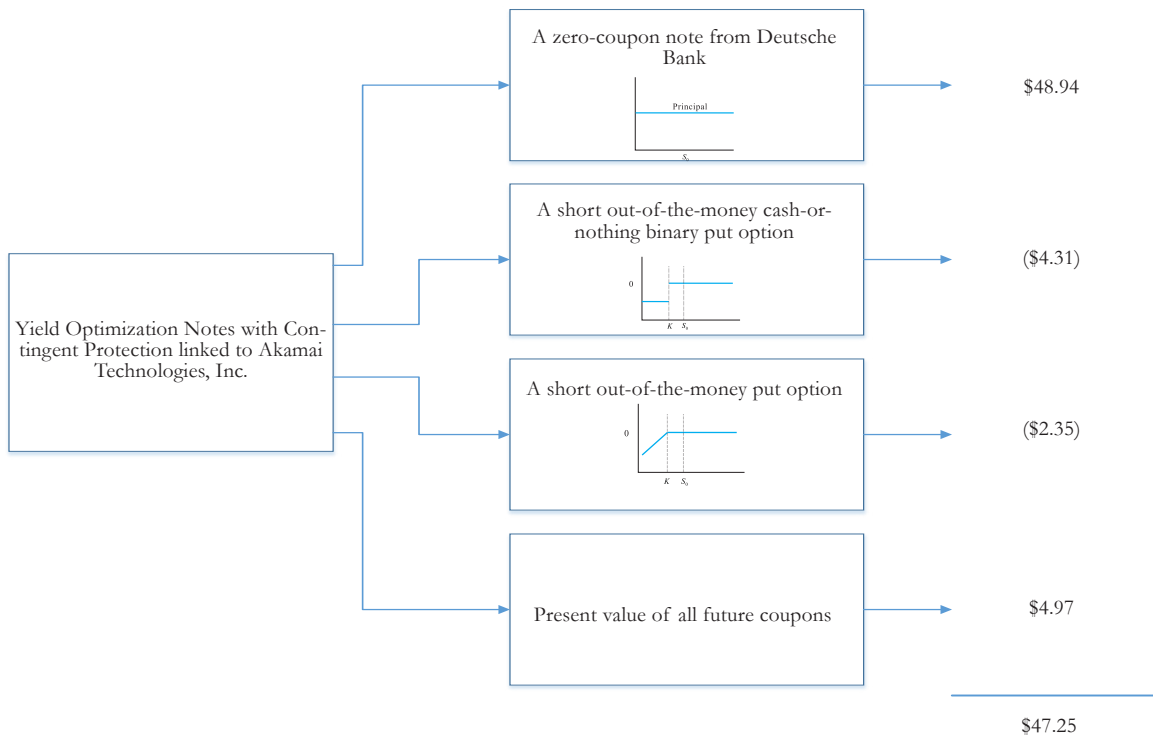 A zero-coupon note from Deutsche
Bank
Principal
S₀
$48.94
A short out-of-the-money cash-or-
nothing binary put option
0
K S₀
($4.31)
Yield Optimization Notes with Con-
tingent Protection linked to Akamai
Technologies, Inc.
A short out-of-the-money put option
0
K S₀
($2.35)
Present value of all future coupons
$4.97
$47.25